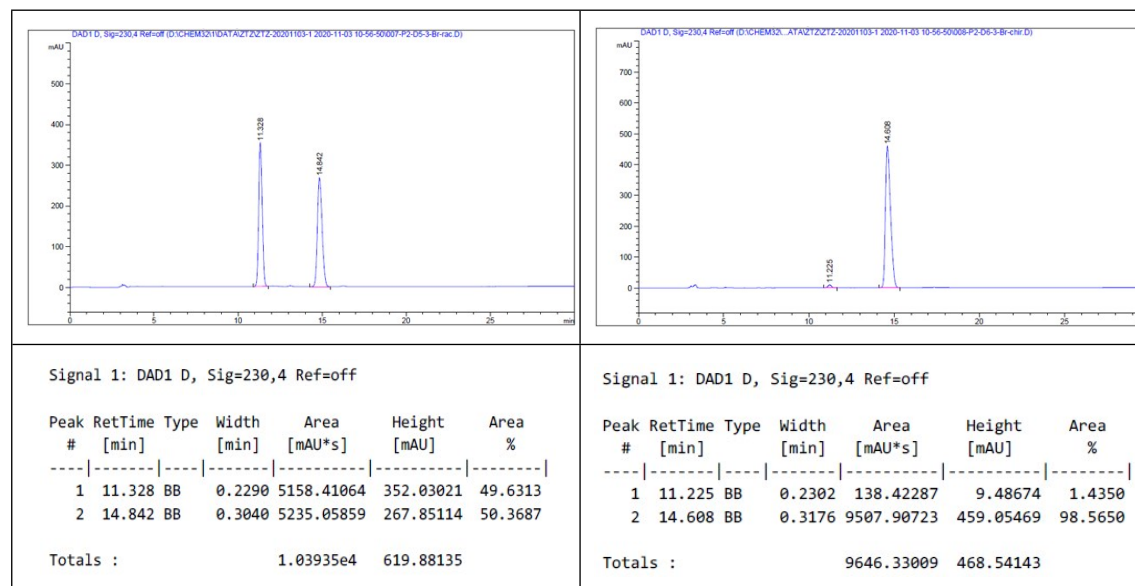 DAD1 D, Sig=230,4 Ref=off (D:\CHEM32\1\DATA\ZTZ\ZTZ-20201103-1 2020-11-03 10-56-50\007-P2-D5-3-Br-rac.D)
mAU
500
400
300
200
100
0
11.328
14.842
0
5
10
15
20
25
min
DAD1 D, Sig=230,4 Ref=off (D:\CHEM32\...ATA\ZTZ\ZTZ-20201103-1 2020-11-03 10-56-50\008-P2-D6-3-Br-chir.D)
mAU
700
600
500
400
300
200
100
0
11.225
14.608
0
5
10
15
20
25
Signal 1: DAD1 D, Sig=230,4 Ref=off
Peak RetTime Type Width Area Height Area
# [min] [min] [mAU*s] [mAU] %
----|-------|----|-------|----------|----------|--------|
1 11.328 BB 0.2290 5158.41064 352.03021 49.6313
2 14.842 BB 0.3040 5235.05859 267.85114 50.3687
Totals : 1.03935e4 619.88135
Signal 1: DAD1 D, Sig=230,4 Ref=off
Peak RetTime Type Width Area Height Area
# [min] [min] [mAU*s] [mAU] %
----|-------|----|-------|----------|----------|--------|
1 11.225 BB 0.2302 138.42287 9.48674 1.4350
2 14.608 BB 0.3176 9507.90723 459.05469 98.5650
Totals : 9646.33009 468.54143